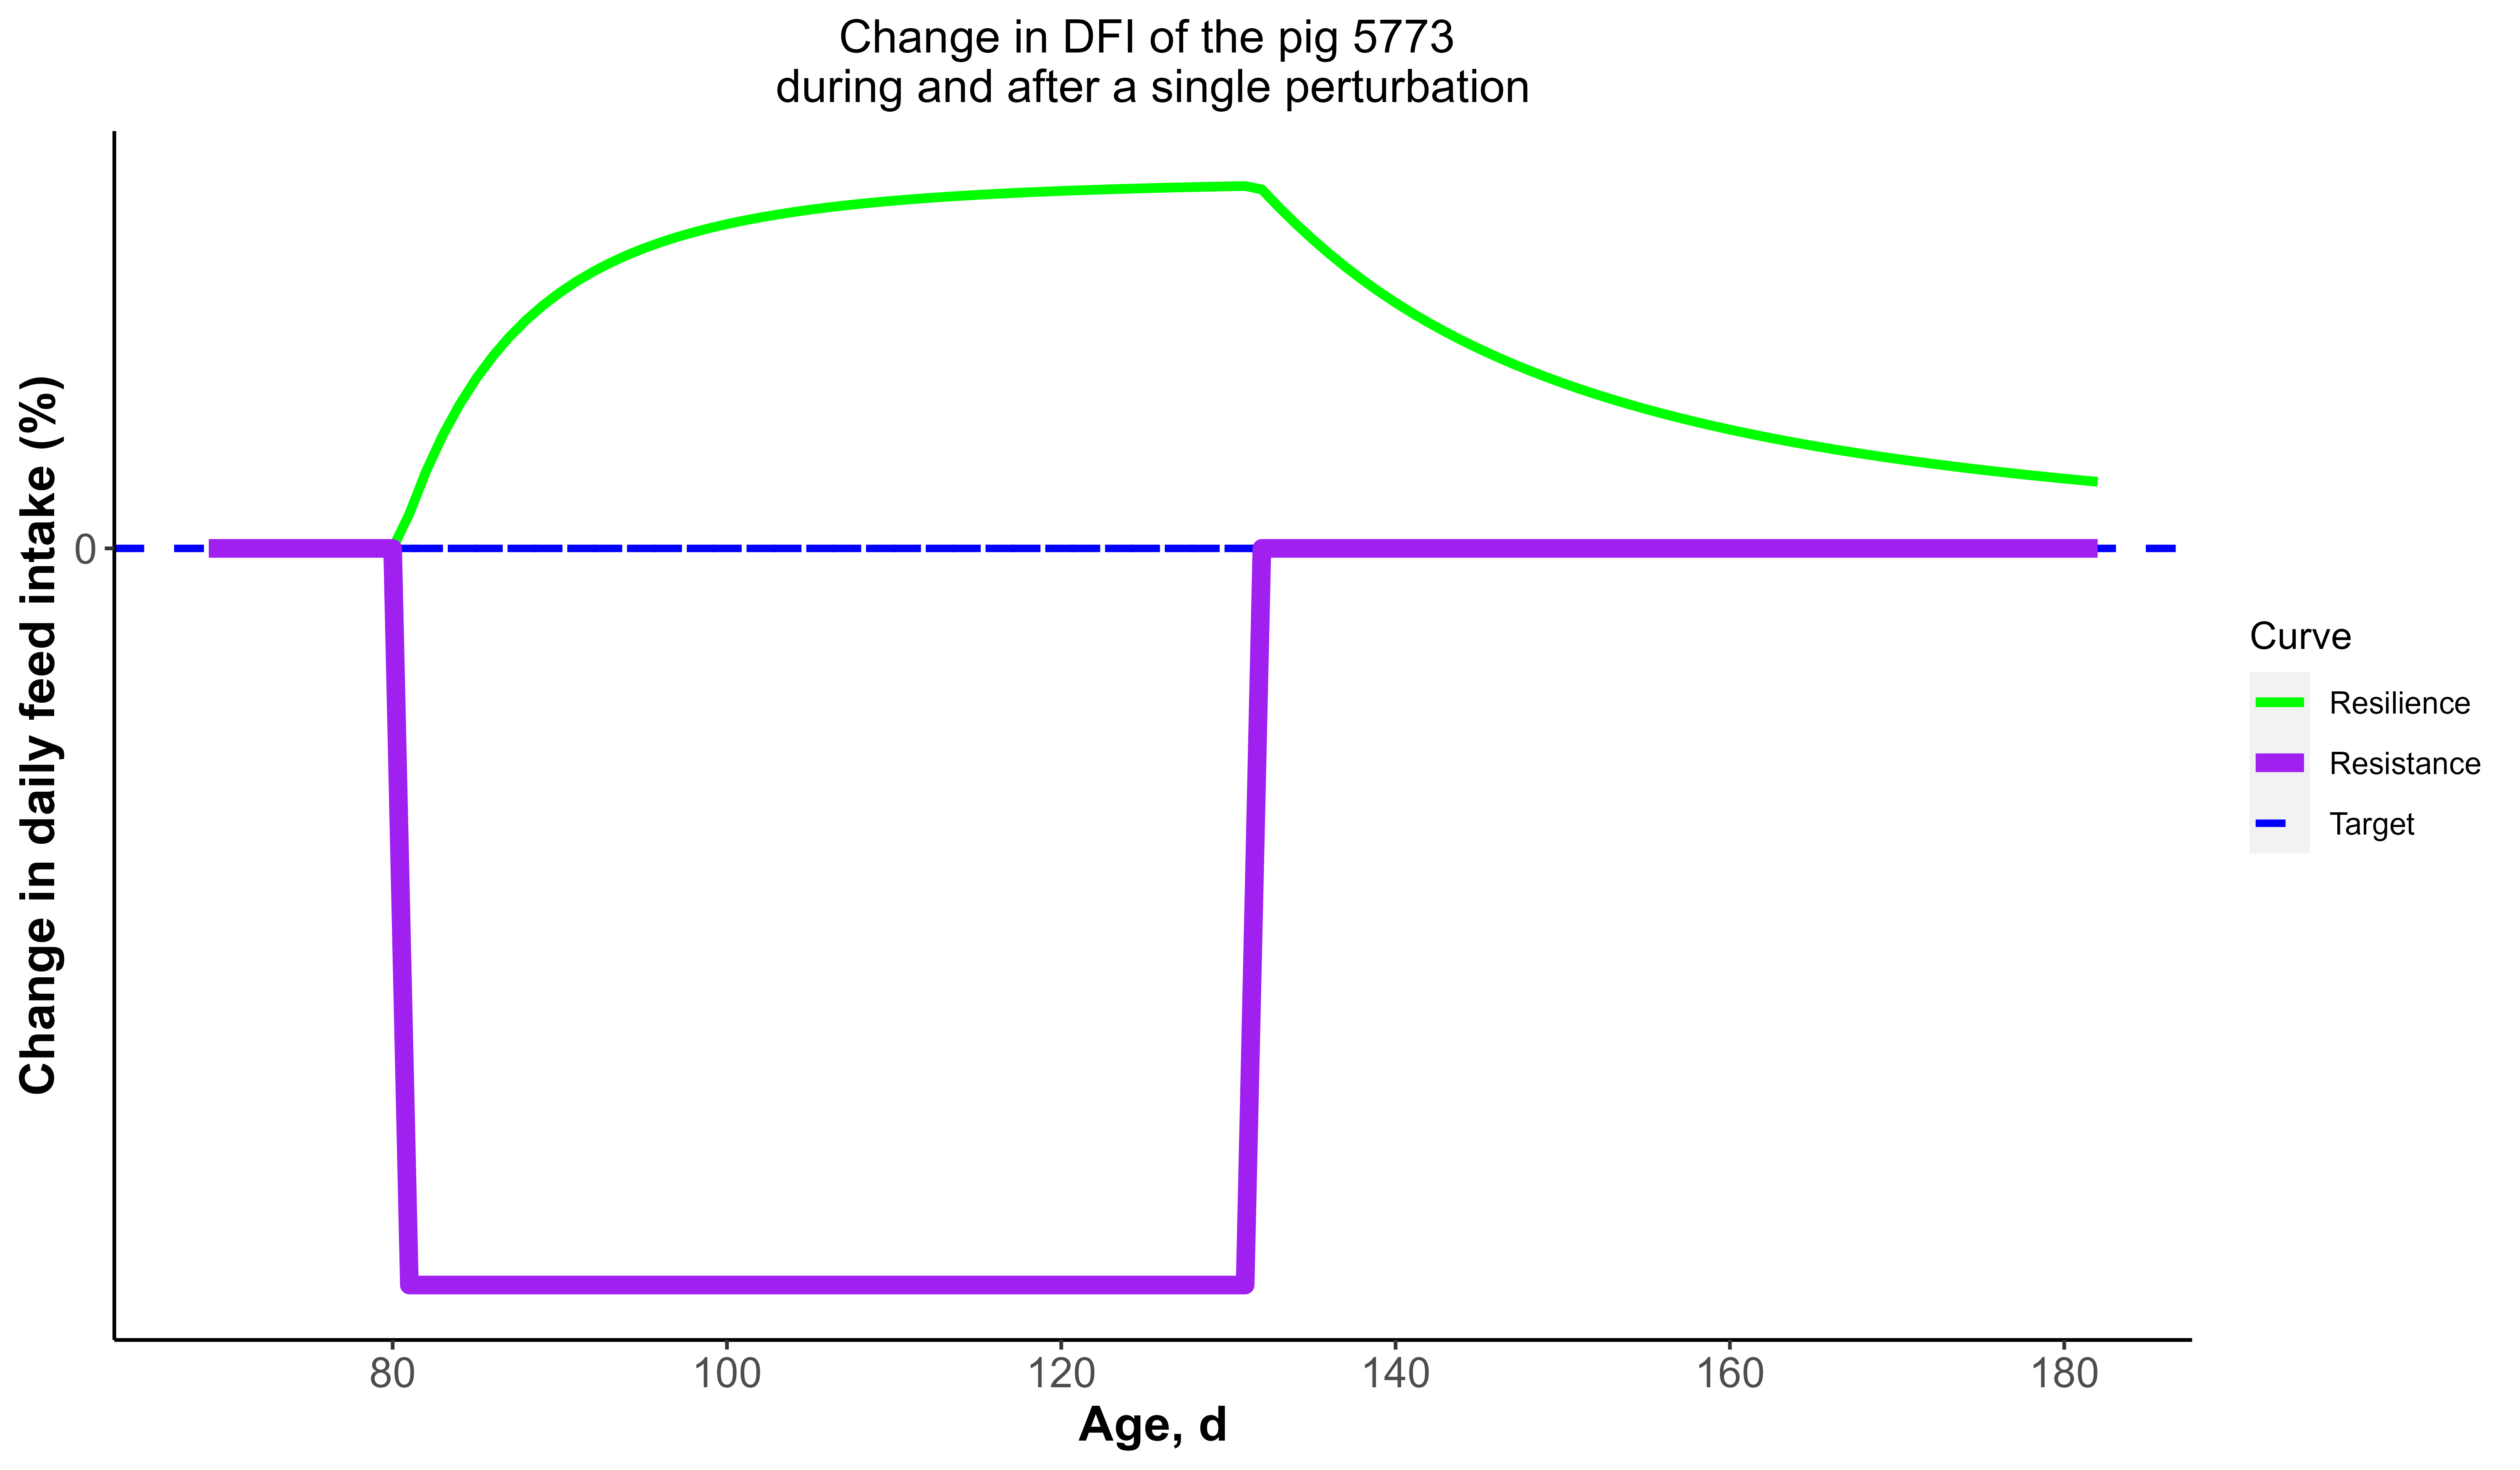 Change in DFI of the pig 5773
during and after a single perturbation
Change in daily feed intake (%)
0
80
100
120
140
160
180
Age, d
Curve
Resilience
Resistance
Target